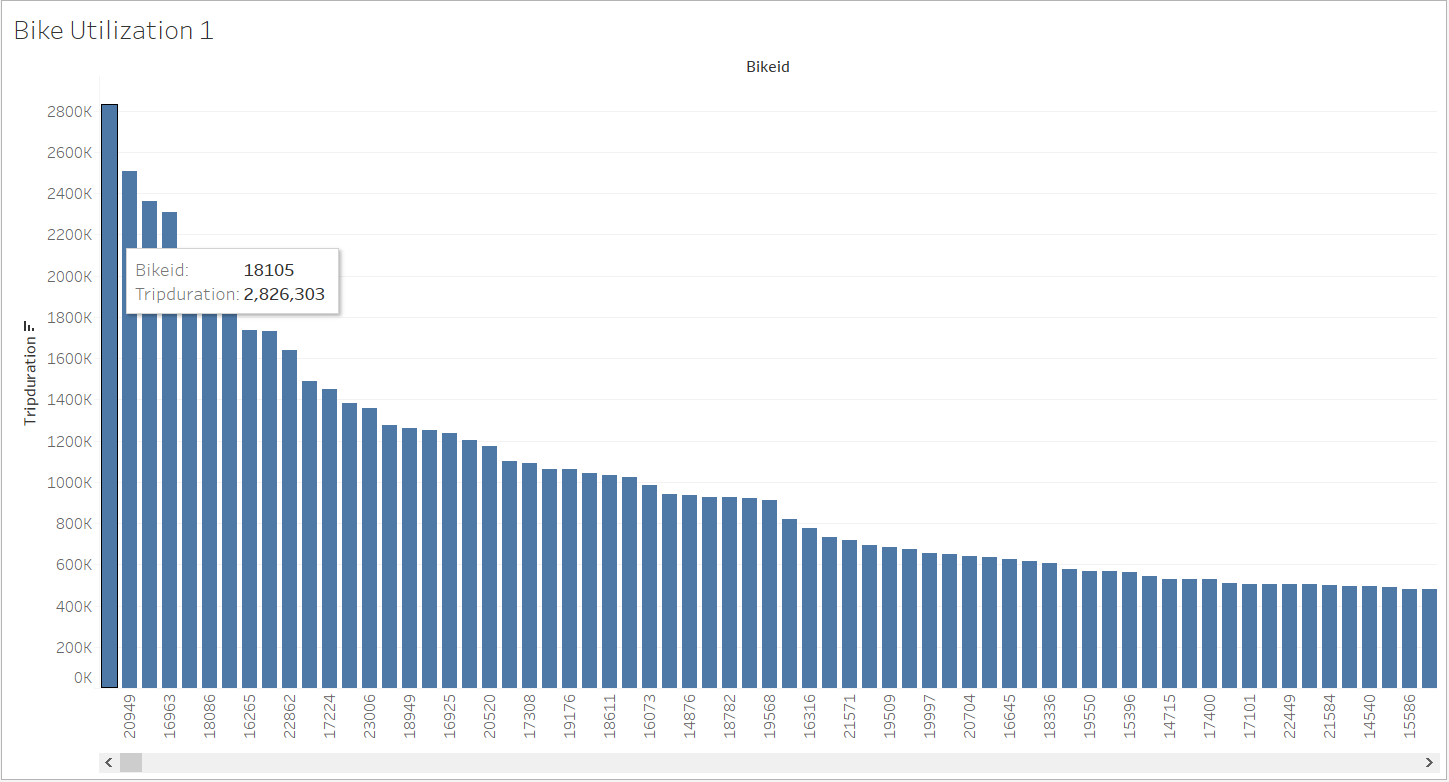 Bike Utilization 1
Bikeid
2800K
2600K
2400K
2200K
2000K
1800K
1600K
1400K
1200K
1000K
800K
600K
400K
200K
0K
Tripduration
Bikeid: 18105
Tripduration: 2,826,303
20949
16963
18086
16265
22862
17224
23006
18949
16925
20520
17308
19176
18611
16073
14876
18782
19568
16316
21571
19509
19997
20704
16645
18336
19550
15396
14715
17400
17101
22449
21584
14540
15586